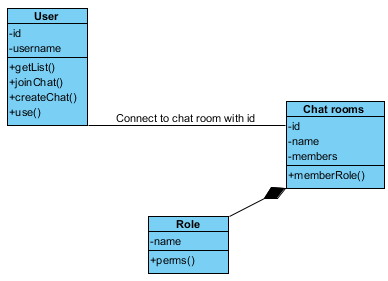 User
-id
-username
+getList()
+joinChat()
+createChat()
+use()
Connect to chat room with id
Chat rooms
-id
-name
-members
+memberRole()
Role
-name
+perms()